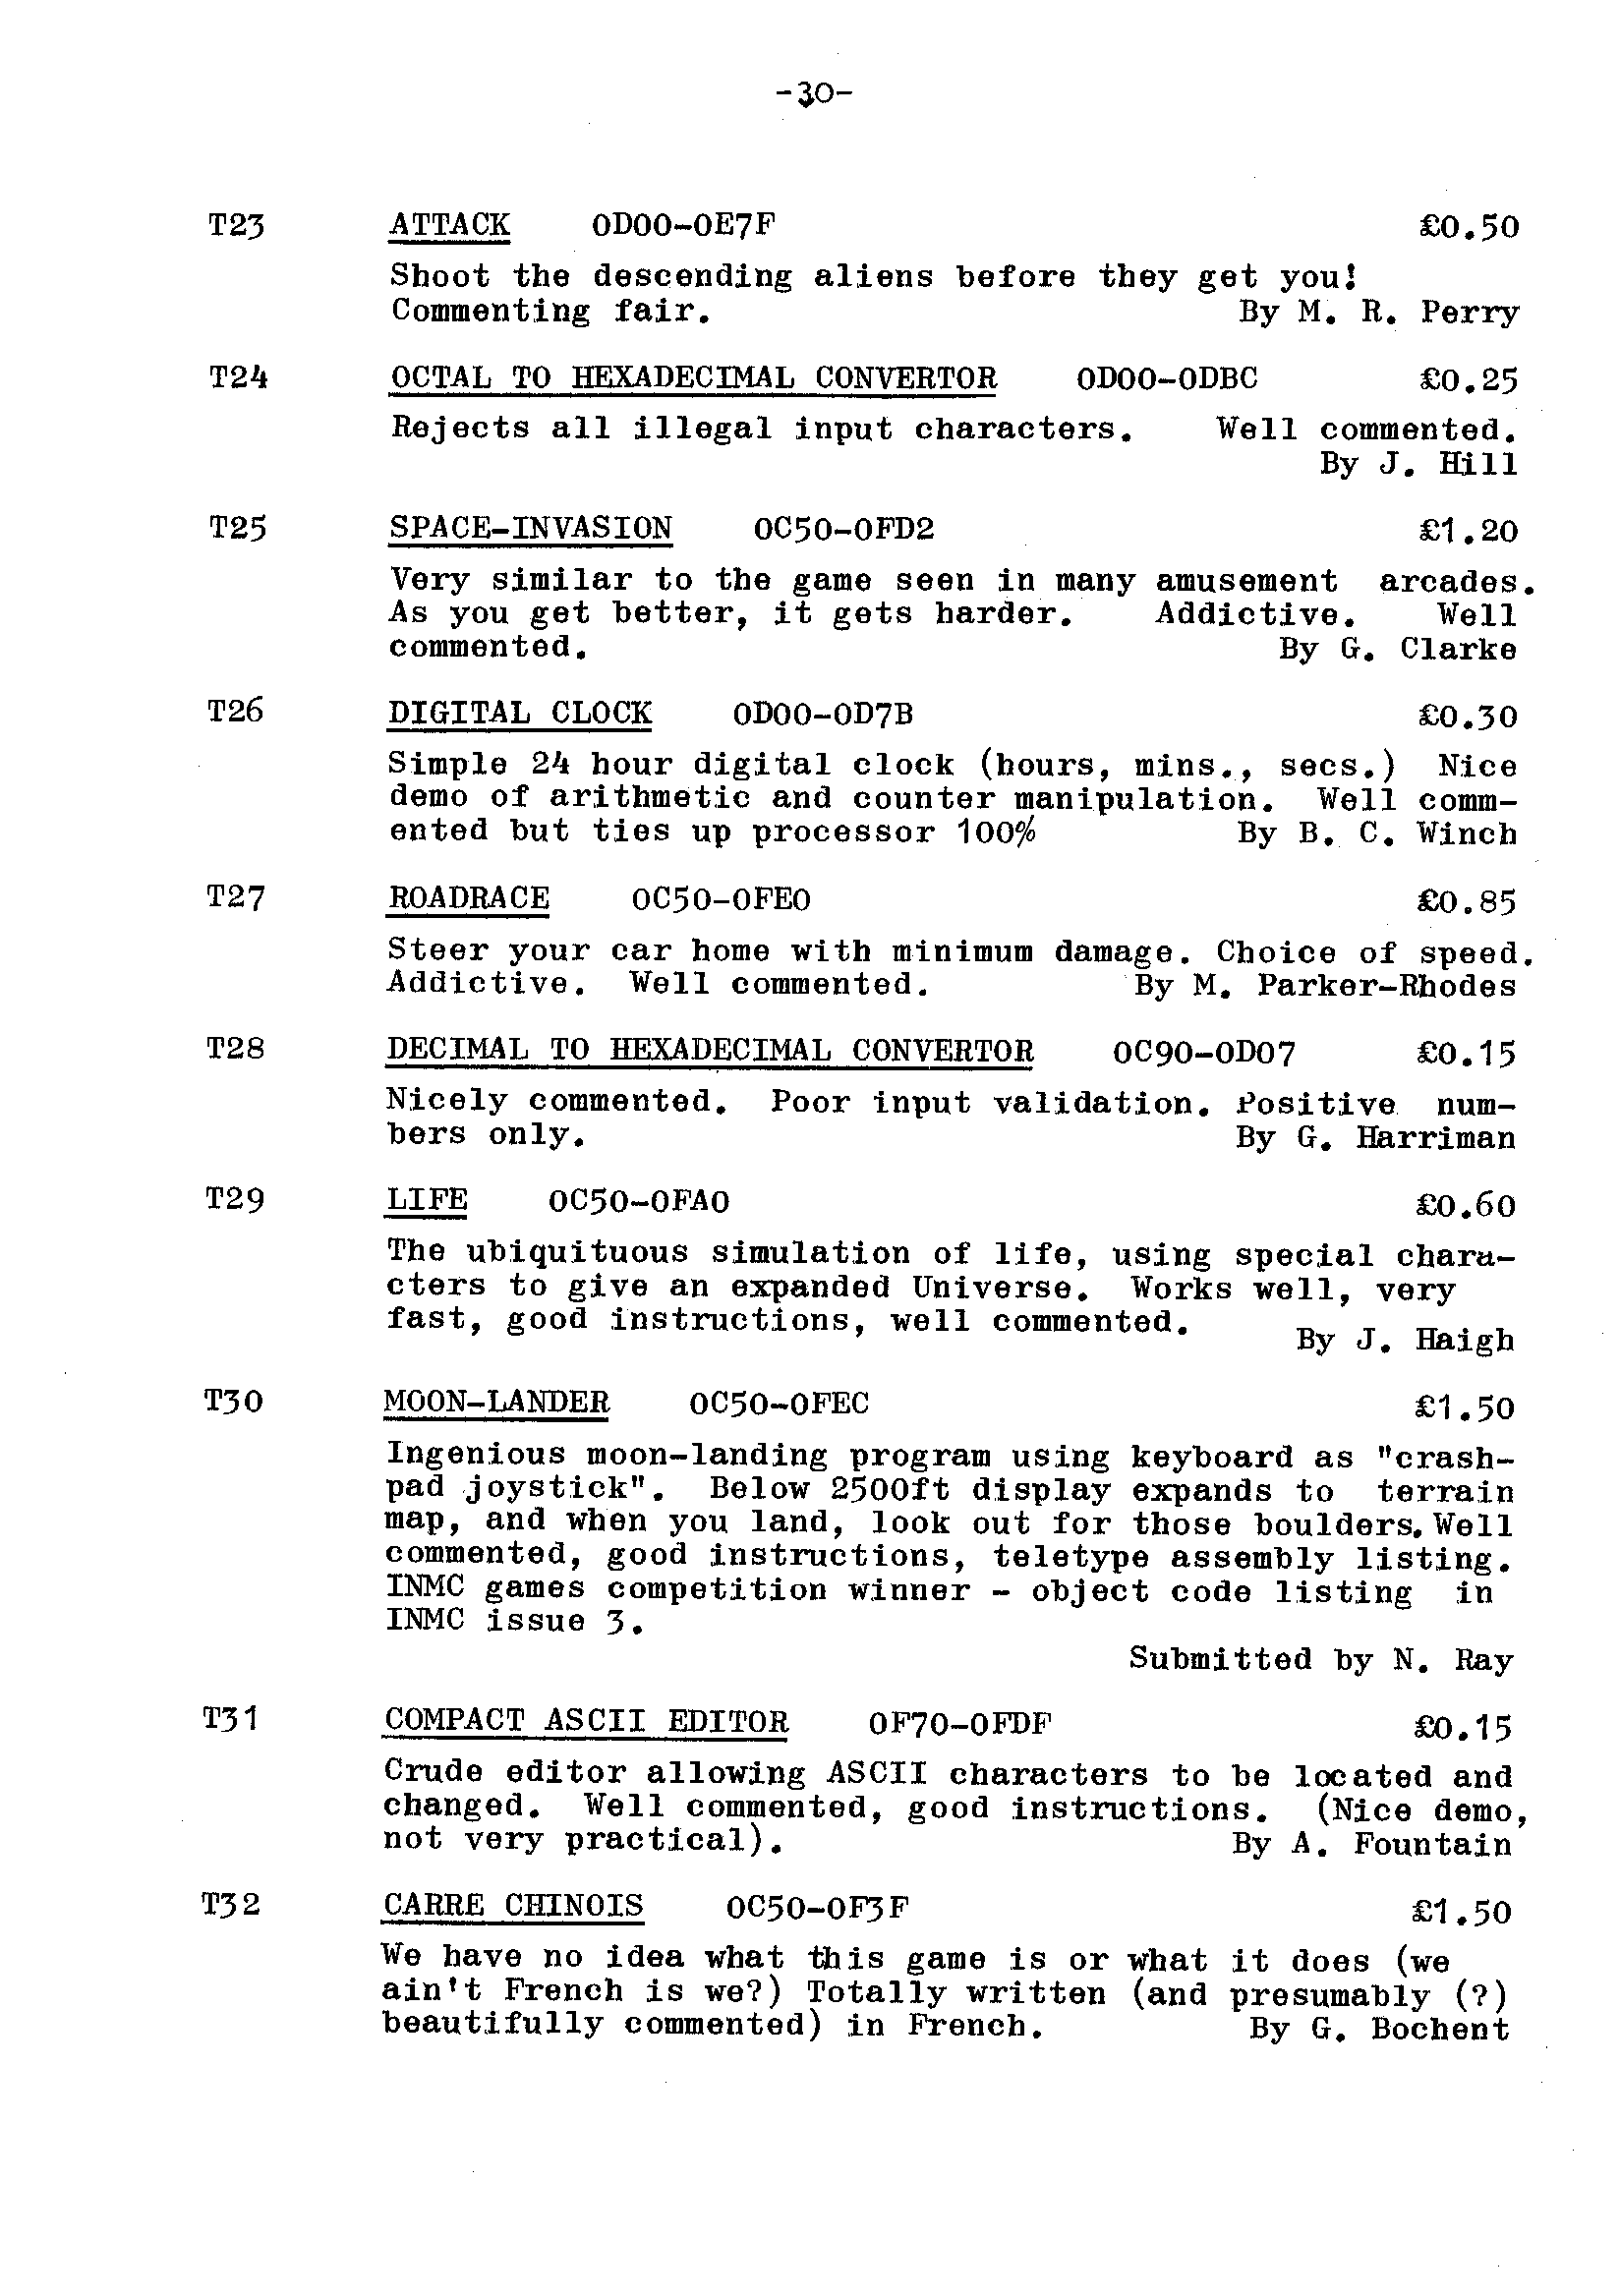 -30-
T23 ATTACK 0D00-0E7F £0.50
Shoot the descending aliens before they get you!
Commenting fair. By M. R. Perry
T24 OCTAL TO HEXADECIMAL CONVERTOR 0D00-0DBC £0.25
Rejects all illegal input characters. Well commented.
By J. Hill
T25 SPACE-INVASION 0C50-0FD2 £1.20
Very similar to the game seen in many amusement arcades.
As you get better, it gets harder. Addictive. Well
commented. By G. Clarke
T26 DIGITAL CLOCK 0D00-0D7B £0.30
Simple 24 hour digital clock (hours, mins., secs.) Nice
demo of arithmetic and counter manipulation. Well comm-
ented but ties up processor 100% By B. C. Winch
T27 ROADRACE 0C50-0FE0 £0.85
Steer your car home with minimum damage. Choice of speed.
Addictive. Well commented. By M. Parker-Rhodes
T28 DECIMAL TO HEXADECIMAL CONVERTOR 0C90-0D07 £0.15
Nicely commented. Poor input validation. Positive num-
bers only. By G. Harriman
T29 LIFE 0C50-0FA0 £0.60
The ubiquituous simulation of life, using special chara-
cters to give an expanded Universe. Works well, very
fast, good instructions, well commented. By J. Haigh
T30 MOON-LANDER 0C50-0FEC £1.50
Ingenious moon-landing program using keyboard as "crash-
pad joystick". Below 2500ft display expands to terrain
map, and when you land, look out for those boulders. Well
commented, good instructions, teletype assembly listing.
INMC games competition winner - object code listing in
INMC issue 3.
Submitted by N. Ray
T31 COMPACT ASCII EDITOR 0F70-0FDF £0.15
Crude editor allowing ASCII characters to be located and
changed. Well commented, good instructions. (Nice demo,
not very practical). By A. Fountain
T32 CARRE CHINOIS 0C50-0F3F £1.50
We have no idea what this game is or what it does (we
ain't French is we?) Totally written (and presumably (?)
beautifully commented) in French. By G. Bochent